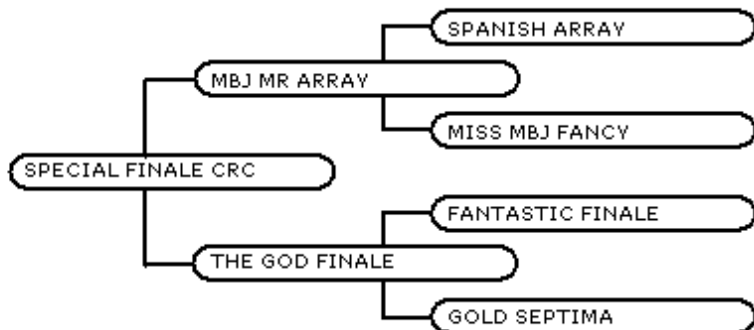 SPANISH ARRAY
MBJ MR ARRAY
MISS MBJ FANCY
SPECIAL FINALE CRC
FANTASTIC FINALE
THE GOD FINALE
GOLD SEPTIMA